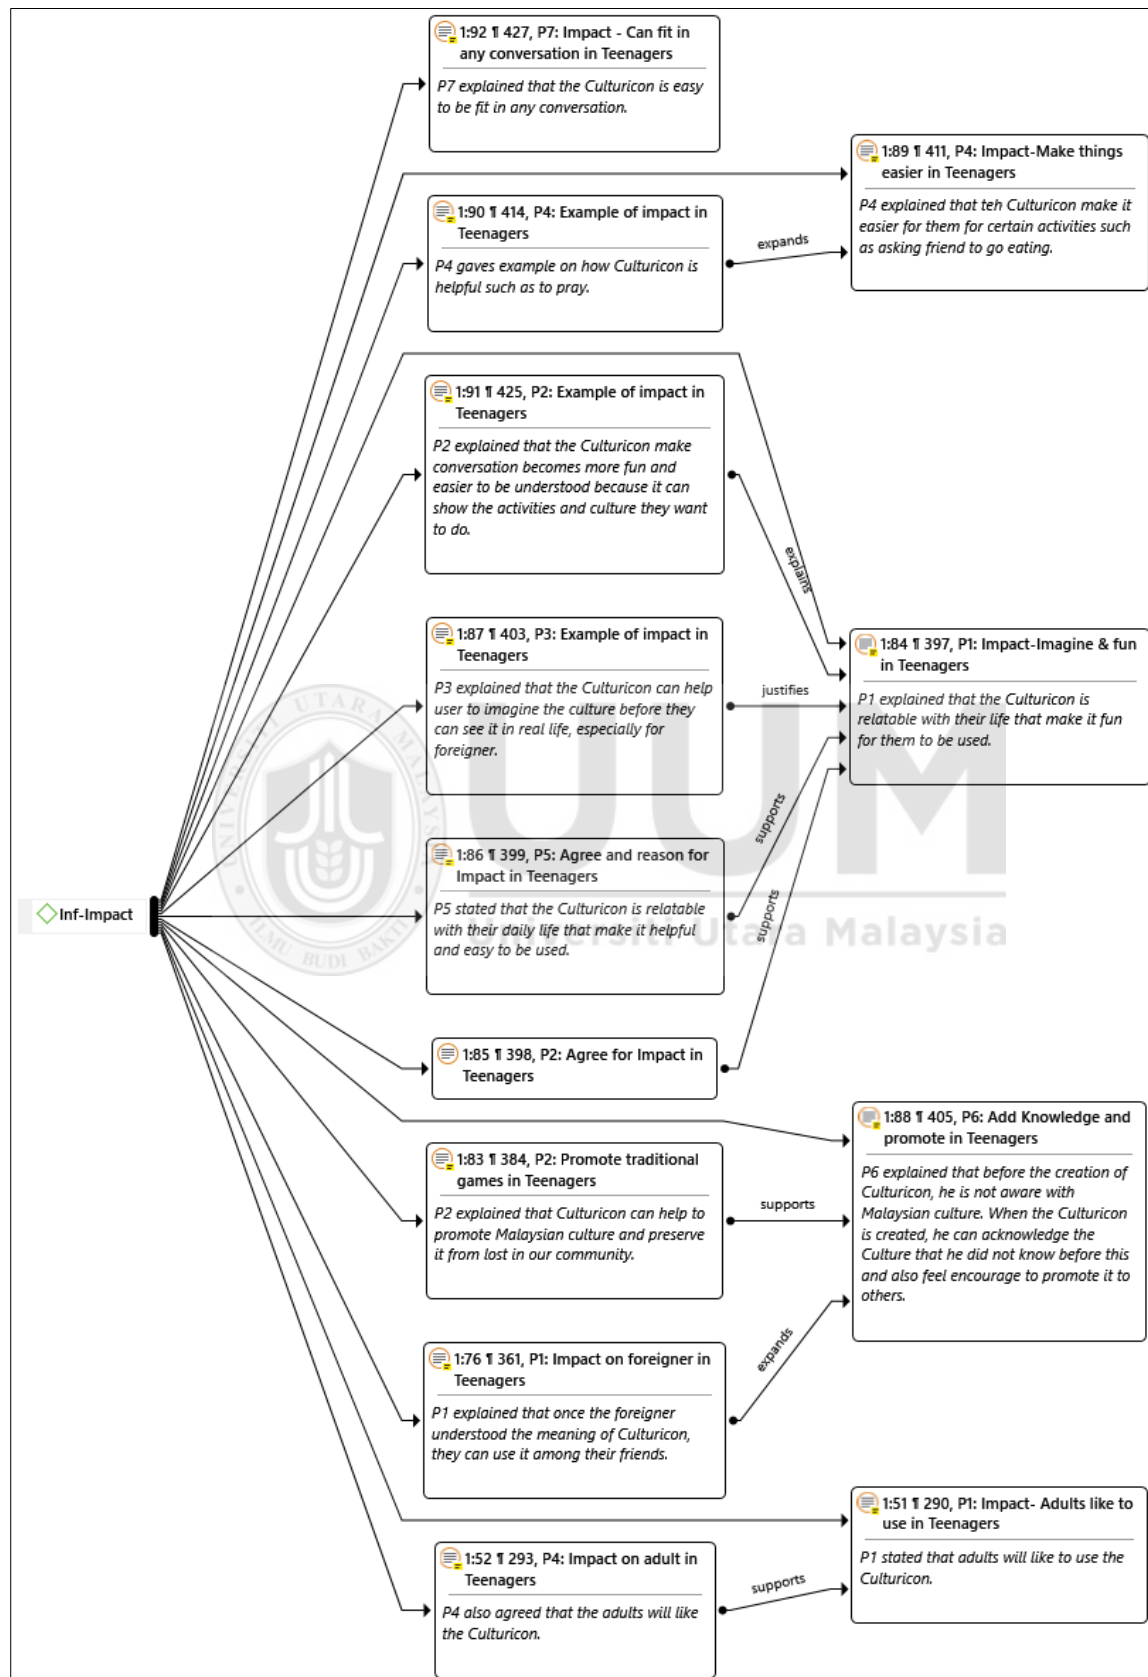 1:92 ¶ 427, P7: Impact - Can fit in
any conversation in Teenagers
P7 explained that the Culturicon is easy
to be fit in any conversation.
1:89 ¶ 411, P4: Impact-Make things
easier in Teenagers
P4 explained that teh Culturicon make it
easier for them for certain activities such
as asking friend to go eating.
1:90 ¶ 414, P4: Example of impact in
Teenagers
P4 gaves example on how Culturicon is
helpful such as to pray.
expands
1:91 ¶ 425, P2: Example of impact in
Teenagers
P2 explained that the Culturicon make
conversation becomes more fun and
easier to be understood because it can
show the activities and culture they want
to do.
explains
1:87 ¶ 403, P3: Example of impact in
Teenagers
P3 explained that the Culturicon can help
user to imagine the culture before they
can see it in real life, especially for
foreigner.
justifies
1:84 ¶ 397, P1: Impact-Imagine & fun
in Teenagers
P1 explained that the Culturicon is
relatable with their life that make it fun
for them to be used.
1:86 ¶ 399, P5: Agree and reason for
Impact in Teenagers
P5 stated that the Culturicon is relatable
with their daily life that make it helpful
and easy to be used.
supports
supports
Inf-Impact
UNIVERSITI UTARA MALAYSIA
ILMU BUDI BAKTI
UUM
Universiti Utara Malaysia
1:85 ¶ 398, P2: Agree for Impact in
Teenagers
1:88 ¶ 405, P6: Add Knowledge and
promote in Teenagers
P6 explained that before the creation of
Culturicon, he is not aware with
Malaysian culture. When the Culturicon
is created, he can acknowledge the
Culture that he did not know before this
and also feel encourage to promote it to
others.
1:83 ¶ 384, P2: Promote traditional
games in Teenagers
P2 explained that Culturicon can help to
promote Malaysian culture and preserve
it from lost in our community.
supports
1:76 ¶ 361, P1: Impact on foreigner in
Teenagers
P1 explained that once the foreigner
understood the meaning of Culturicon,
they can use it among their friends.
expands
1:51 ¶ 290, P1: Impact- Adults like to
use in Teenagers
P1 stated that adults will like to use the
Culturicon.
1:52 ¶ 293, P4: Impact on adult in
Teenagers
P4 also agreed that the adults will like
the Culturicon.
supports